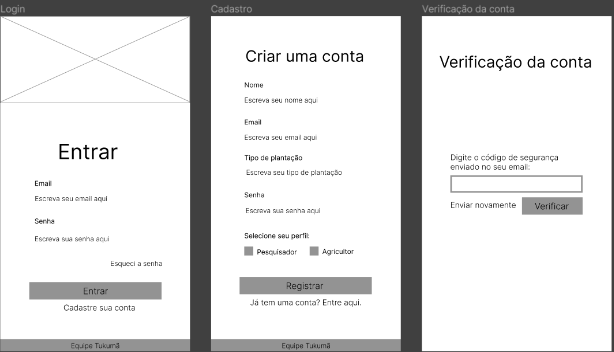 Login
Entrar
Email
Escreva seu email aqui
Senha
Escreva sua senha aqui
Esqueci a senha
Entrar
Cadastre sua conta
Equipe Tukumã
Cadastro
Criar uma conta
Nome
Escreva seu nome aqui
Email
Escreva seu email aqui
Tipo de plantação
Escreva seu tipo de plantação
Senha
Escreva sua senha aqui
Selecione seu perfil:
Pesquisador
Agricultor
Registrar
Já tem uma conta? Entre aqui.
Equipe Tukumã
Verificação da conta
Verificação da conta
Digite o código de segurança
enviado no seu email:
Enviar novamente
Verificar